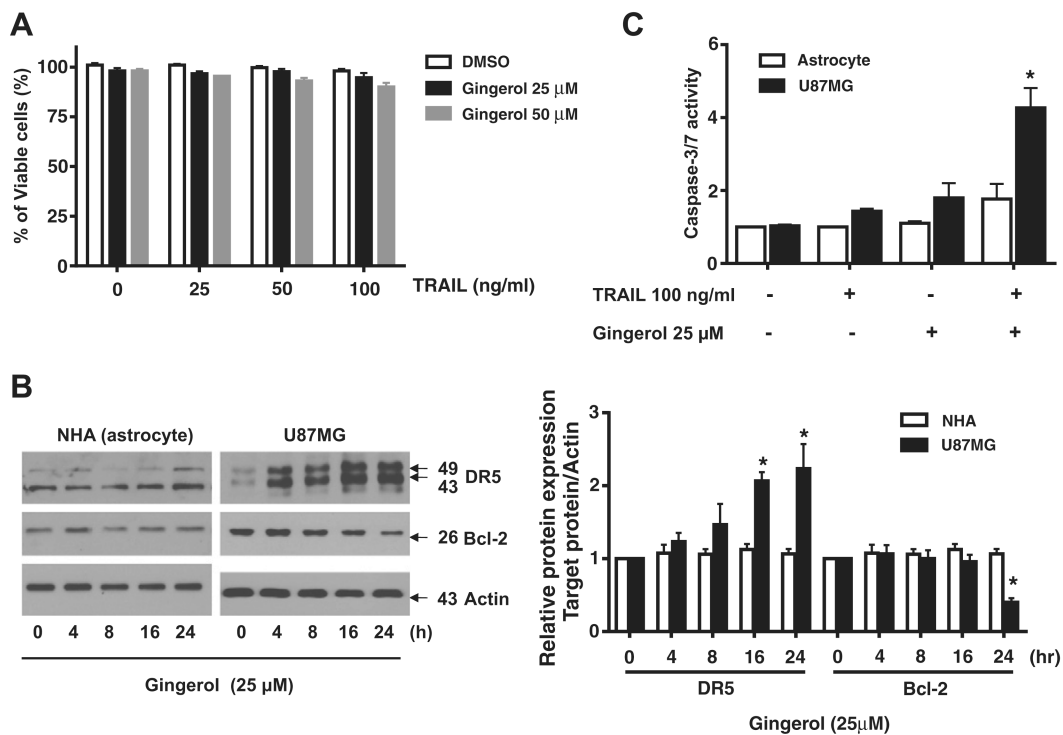 A
% of Viable cells (%)
100
75
50
25
0
DMSO
Gingerol 25 μM
Gingerol 50 μM
0 25 50 100 TRAIL (ng/ml)
C
Caspase-3/7 activity
6
4
2
0
Astrocyte
U87MG
*
TRAIL 100 ng/ml - + - +
Gingerol 25 μM - - + +
B
NHA (astrocyte) U87MG
49
DR5
43
26 Bcl-2
43 Actin
0 4 8 16 24 0 4 8 16 24 (h)
Gingerol (25 μM)
Relative protein expression
Target protein/Actin
3
2
1
0
NHA
U87MG
* * *
0 4 8 16 24 0 4 8 16 24 (hr)
DR5 Bcl-2
Gingerol (25μM)